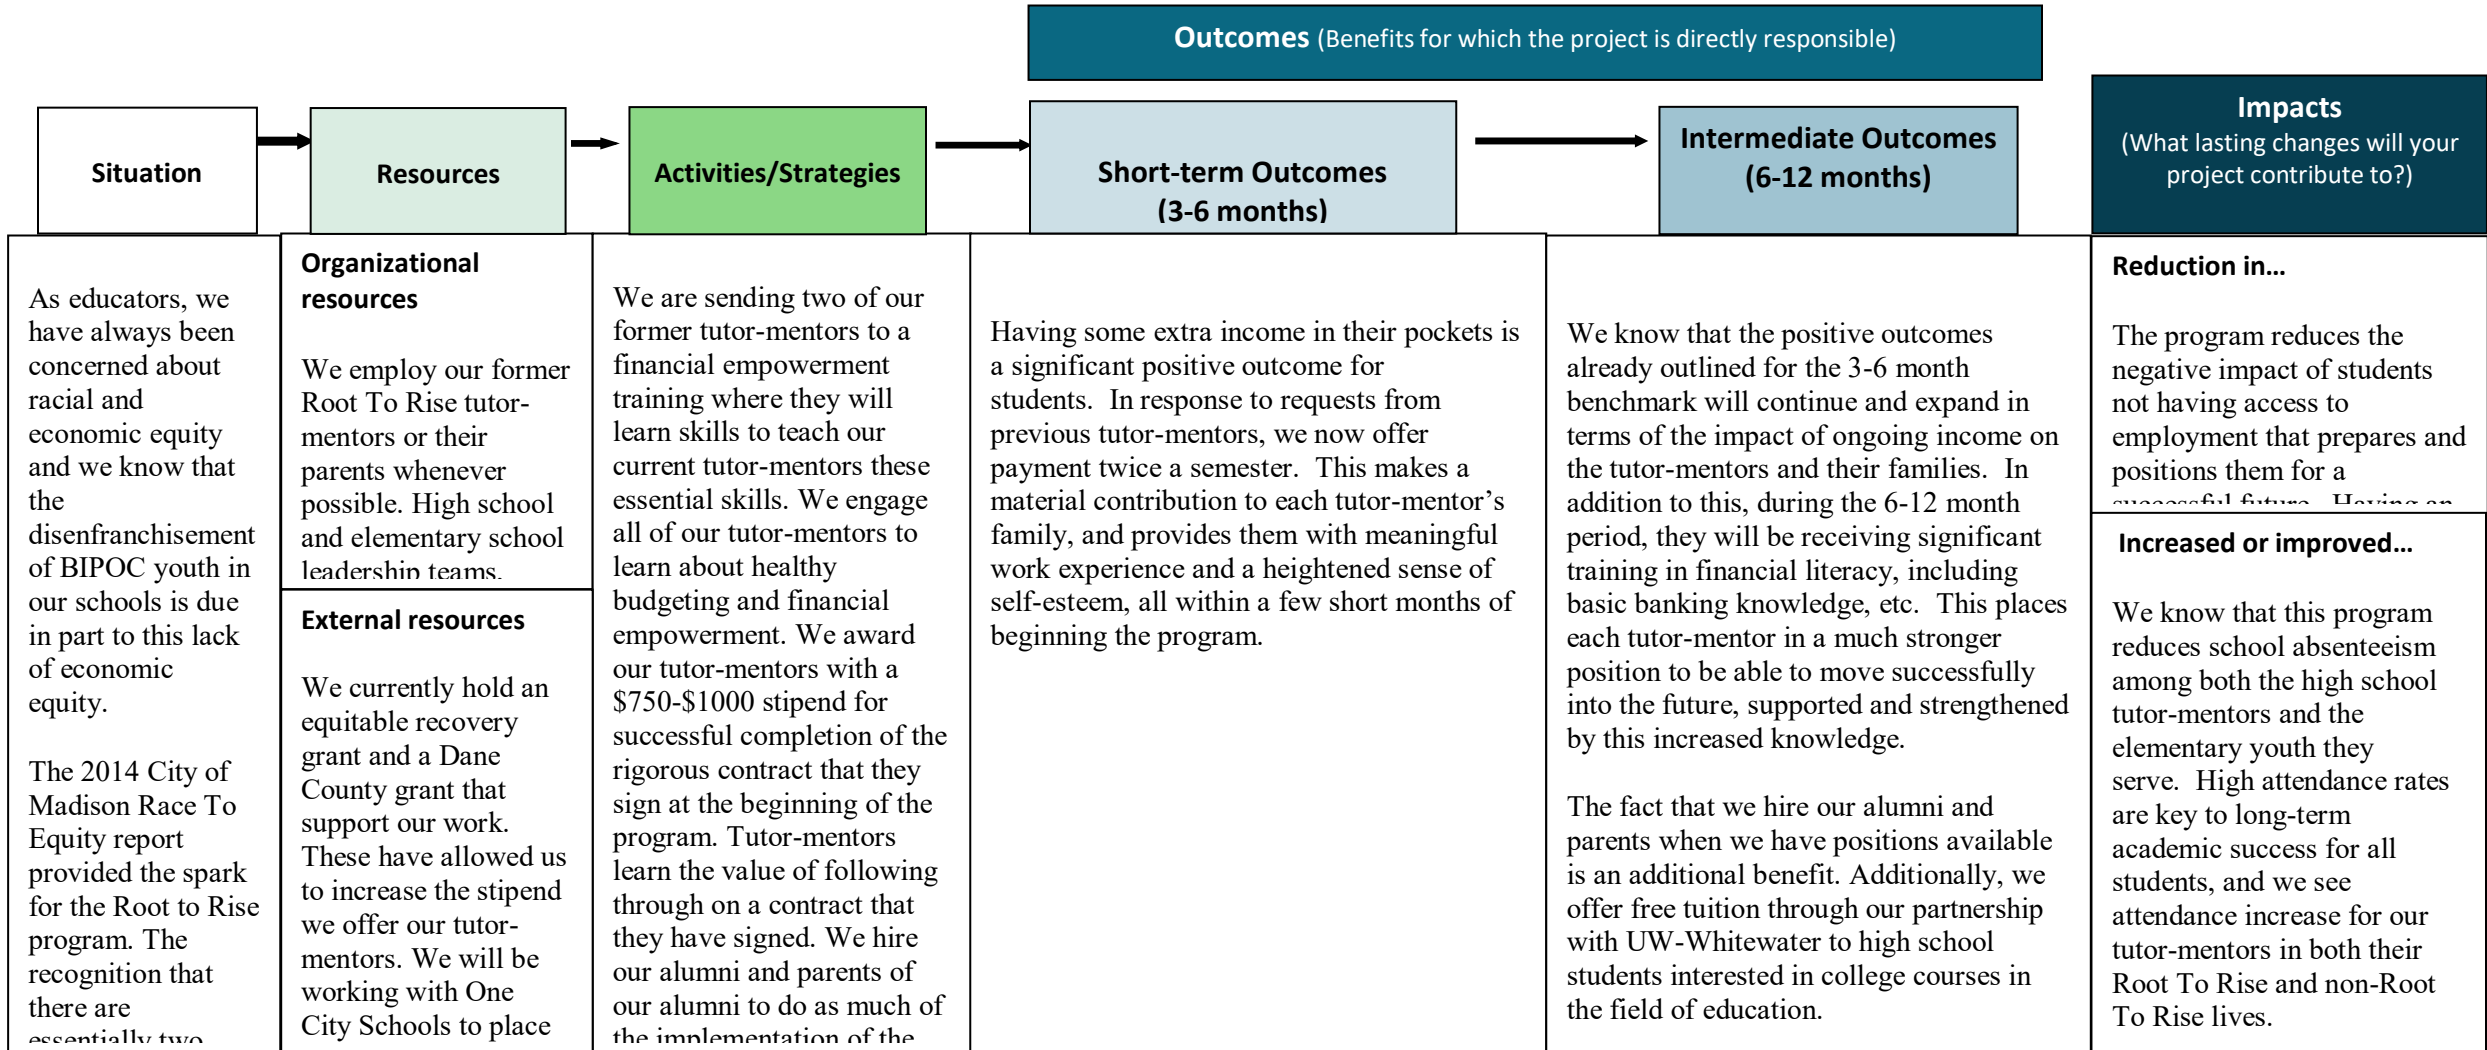 Outcomes (Benefits for which the project is directly responsible)
Situation
Resources
Activities/Strategies
Short-term Outcomes
(3-6 months)
Intermediate Outcomes
(6-12 months)
Impacts
(What lasting changes will your
project contribute to?)
As educators, we
have always been
concerned about
racial and
economic equity
and we know that
the
disenfranchisement
of BIPOC youth in
our schools is due
in part to this lack
of economic
equity.
The 2014 City of
Madison Race To
Equity report
provided the spark
for the Root to Rise
program. The
recognition that
there are
essentially two
Organizational
resources
We employ our former
Root To Rise tutor-
mentors or their
parents whenever
possible. High school
and elementary school
leadership teams.
External resources
We currently hold an
equitable recovery
grant and a Dane
County grant that
support our work.
These have allowed us
to increase the stipend
we offer our tutor-
mentors. We will be
working with One
City Schools to place
We are sending two of our
former tutor-mentors to a
financial empowerment
training where they will
learn skills to teach our
current tutor-mentors these
essential skills. We engage
all of our tutor-mentors to
learn about healthy
budgeting and financial
empowerment. We award
our tutor-mentors with a
$750-$1000 stipend for
successful completion of the
rigorous contract that they
sign at the beginning of the
program. Tutor-mentors
learn the value of following
through on a contract that
they have signed. We hire
our alumni and parents of
our alumni to do as much of
the implementation of the
Having some extra income in their pockets is
a significant positive outcome for
students.  In response to requests from
previous tutor-mentors, we now offer
payment twice a semester.  This makes a
material contribution to each tutor-mentor’s
family, and provides them with meaningful
work experience and a heightened sense of
self-esteem, all within a few short months of
beginning the program.
We know that the positive outcomes
already outlined for the 3-6 month
benchmark will continue and expand in
terms of the impact of ongoing income on
the tutor-mentors and their families.  In
addition to this, during the 6-12 month
period, they will be receiving significant
training in financial literacy, including
basic banking knowledge, etc.  This places
each tutor-mentor in a much stronger
position to be able to move successfully
into the future, supported and strengthened
by this increased knowledge.
The fact that we hire our alumni and
parents when we have positions available
is an additional benefit. Additionally, we
offer free tuition through our partnership
with UW-Whitewater to high school
students interested in college courses in
the field of education.
Reduction in…
The program reduces the
negative impact of students
not having access to
employment that prepares and
positions them for a
successful future.  Having an
Increased or improved…
We know that this program
reduces school absenteeism
among both the high school
tutor-mentors and the
elementary youth they
serve.  High attendance rates
are key to long-term
academic success for all
students, and we see
attendance increase for our
tutor-mentors in both their
Root To Rise and non-Root
To Rise lives.